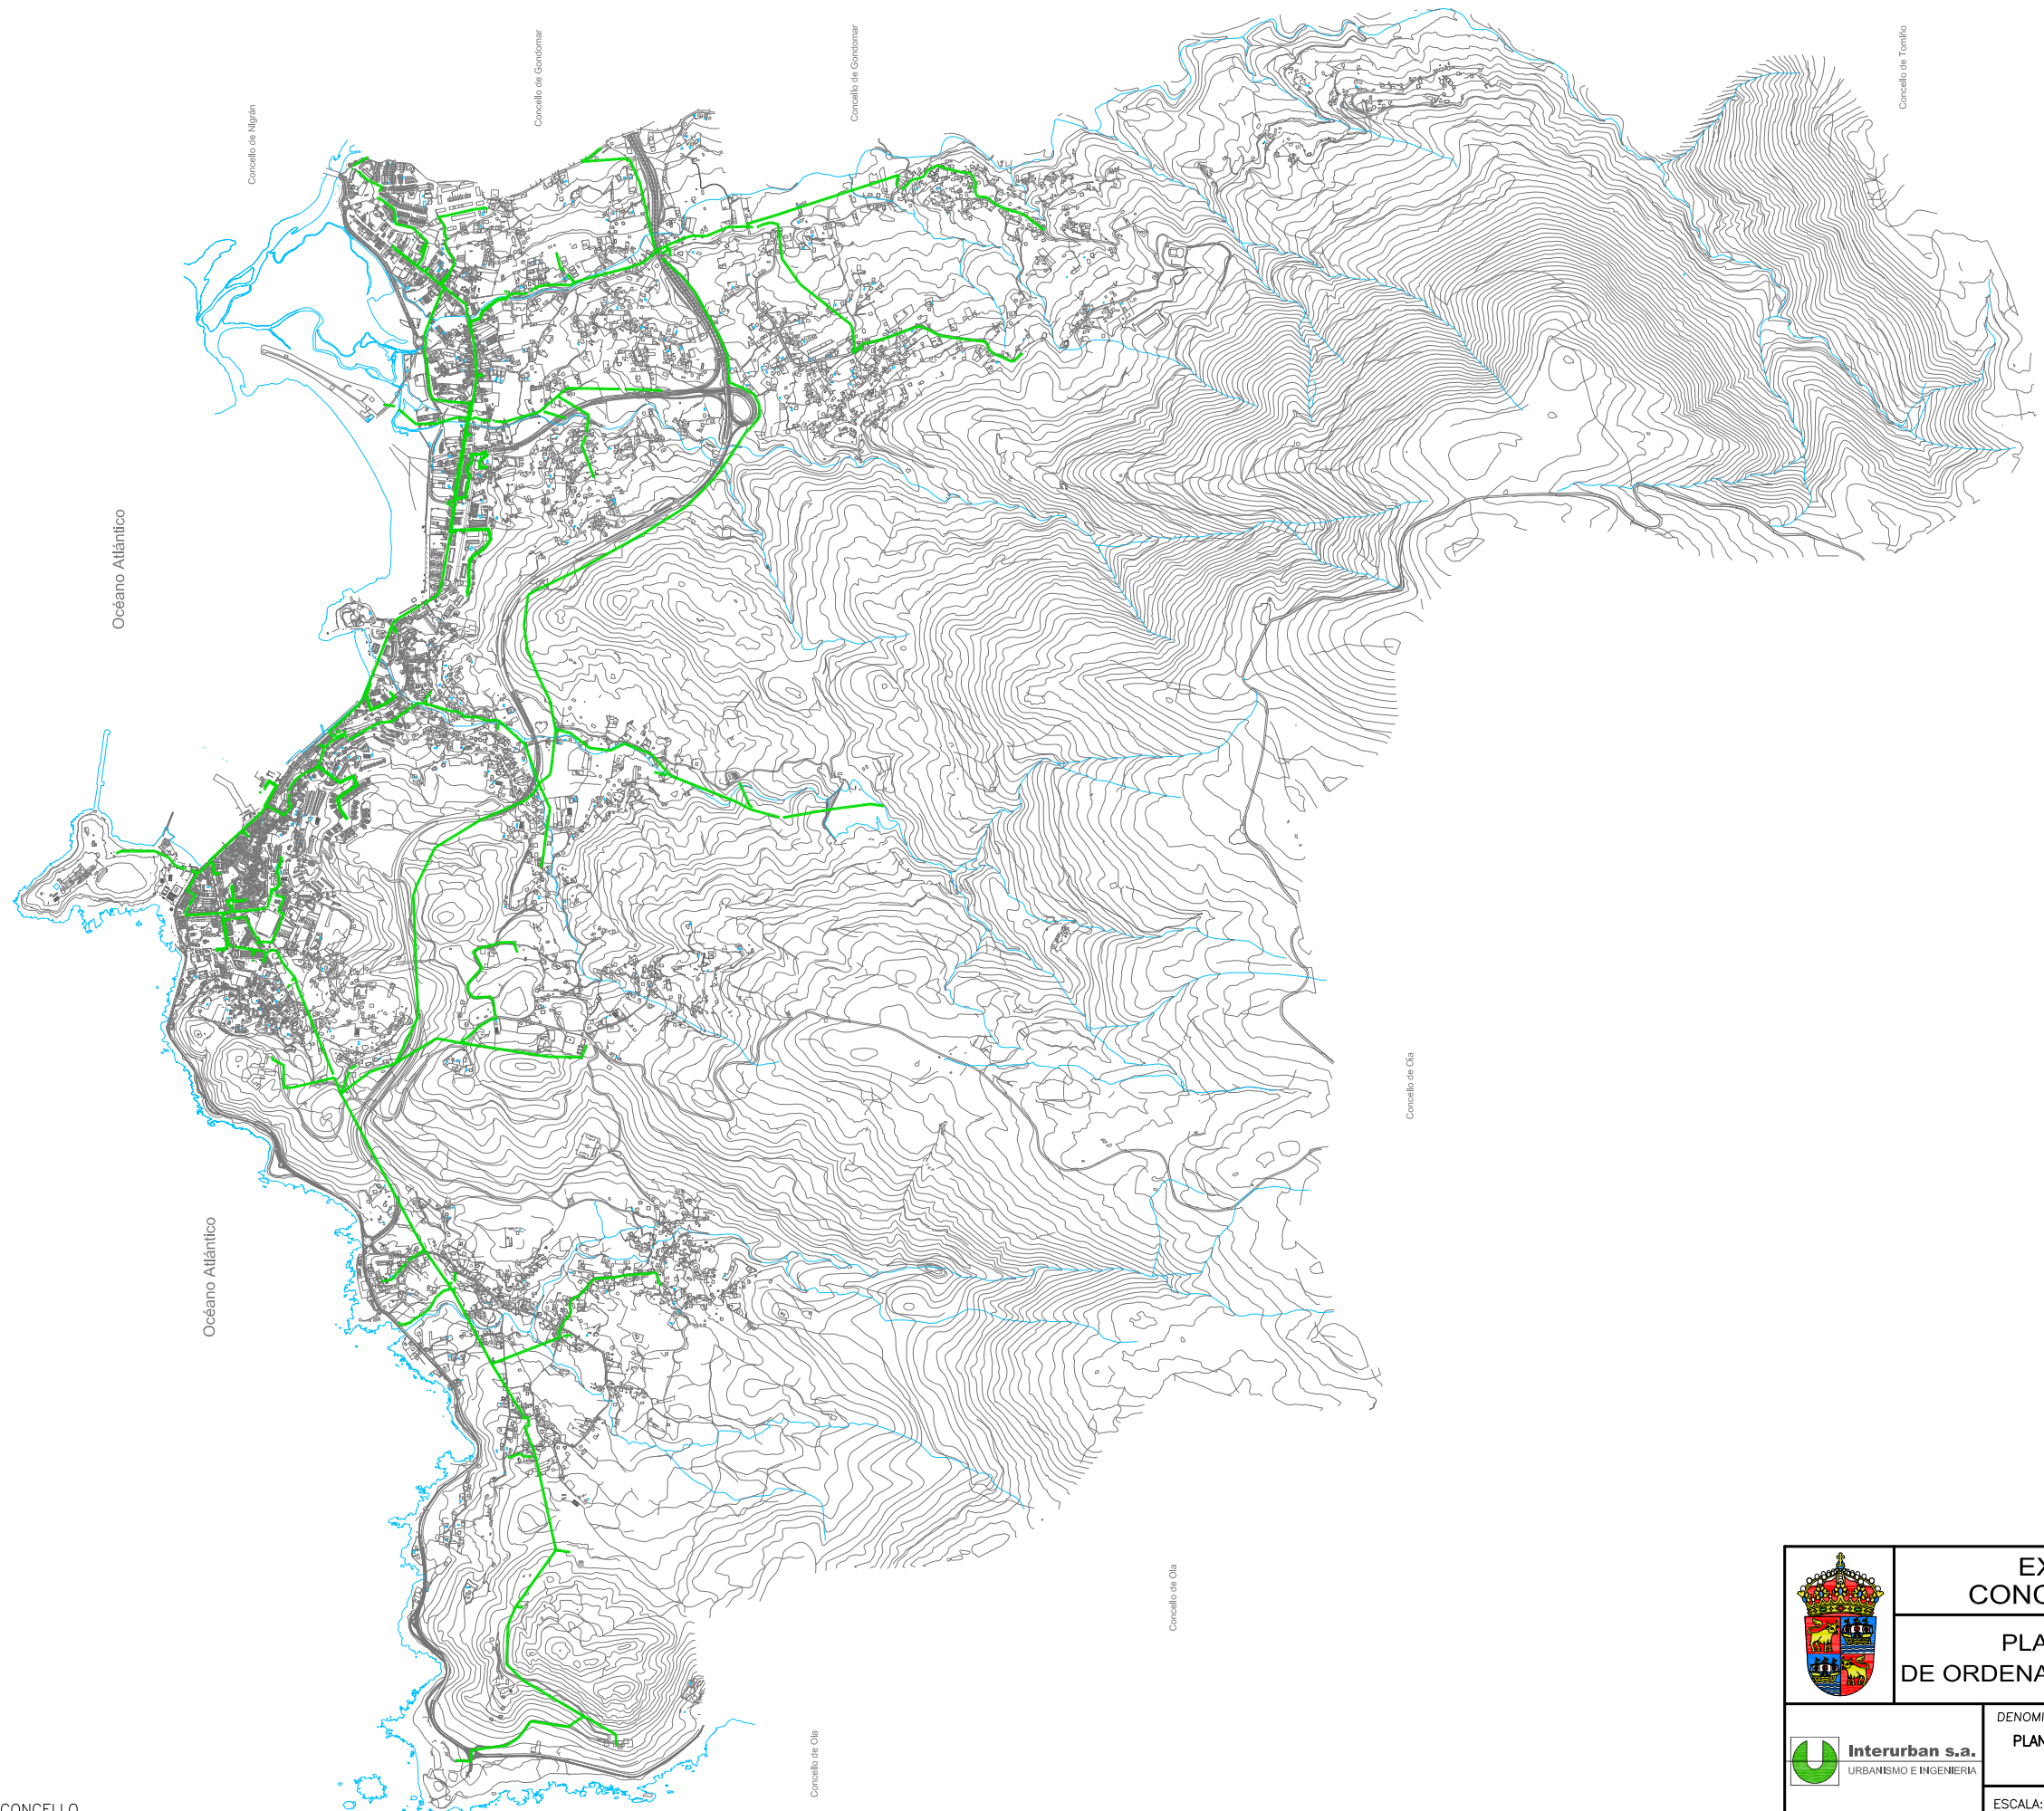 Concello de Nigrán
Concello de Gondomar
Concello de Gondomar
Concello de Tomiño
Océano Atlántico
Océano Atlántico
Concello de Oia
Concello de Oia
Concello de Oia
EX
CONC
PLA
DE ORDENA
DENOMI
PLAN
Interurban s.a.
URBANISMO E INGENIERIA
ESCALA:
CONCELLO